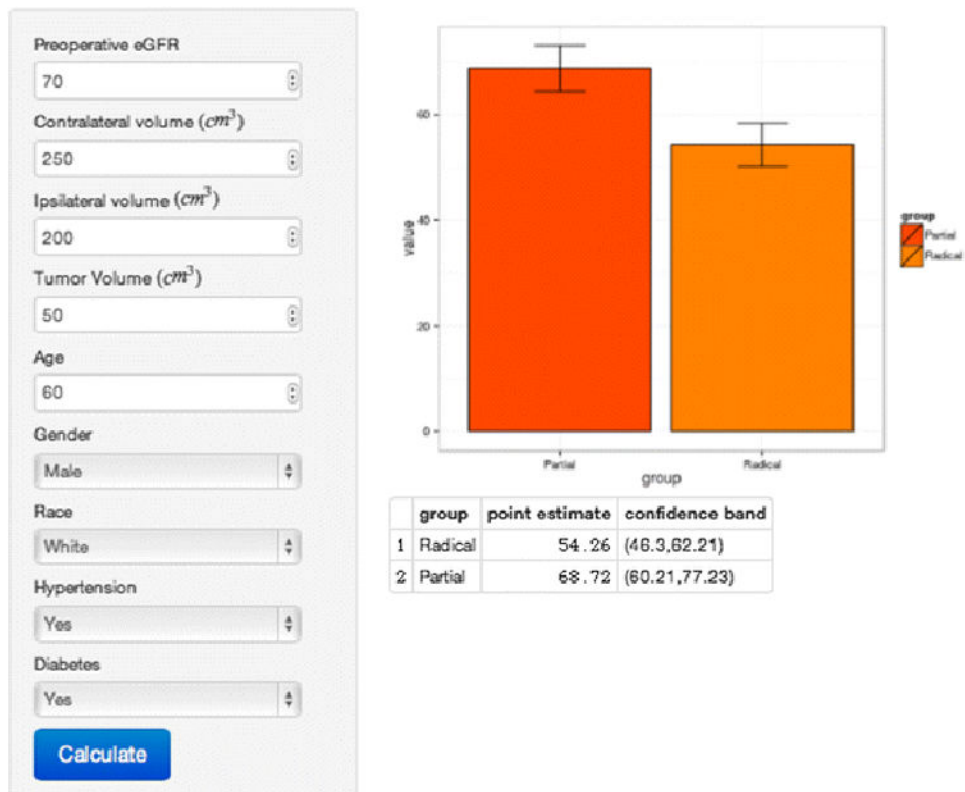 Preoperative eGFR
70
Contralateral volume (cm³)
250
Ipsilateral volume (cm³)
200
Tumor Volume (cm³)
50
Age
60
Gender
Male
Race
White
Hypertension
Yes
Diabetes
Yes
Calculate
value
60
40
20
0
Partial
Radical
group
group
Partial
Radical
group point estimate confidence band
1 Radical 54.26 (46.3,62.21)
2 Partial 68.72 (60.21,77.23)